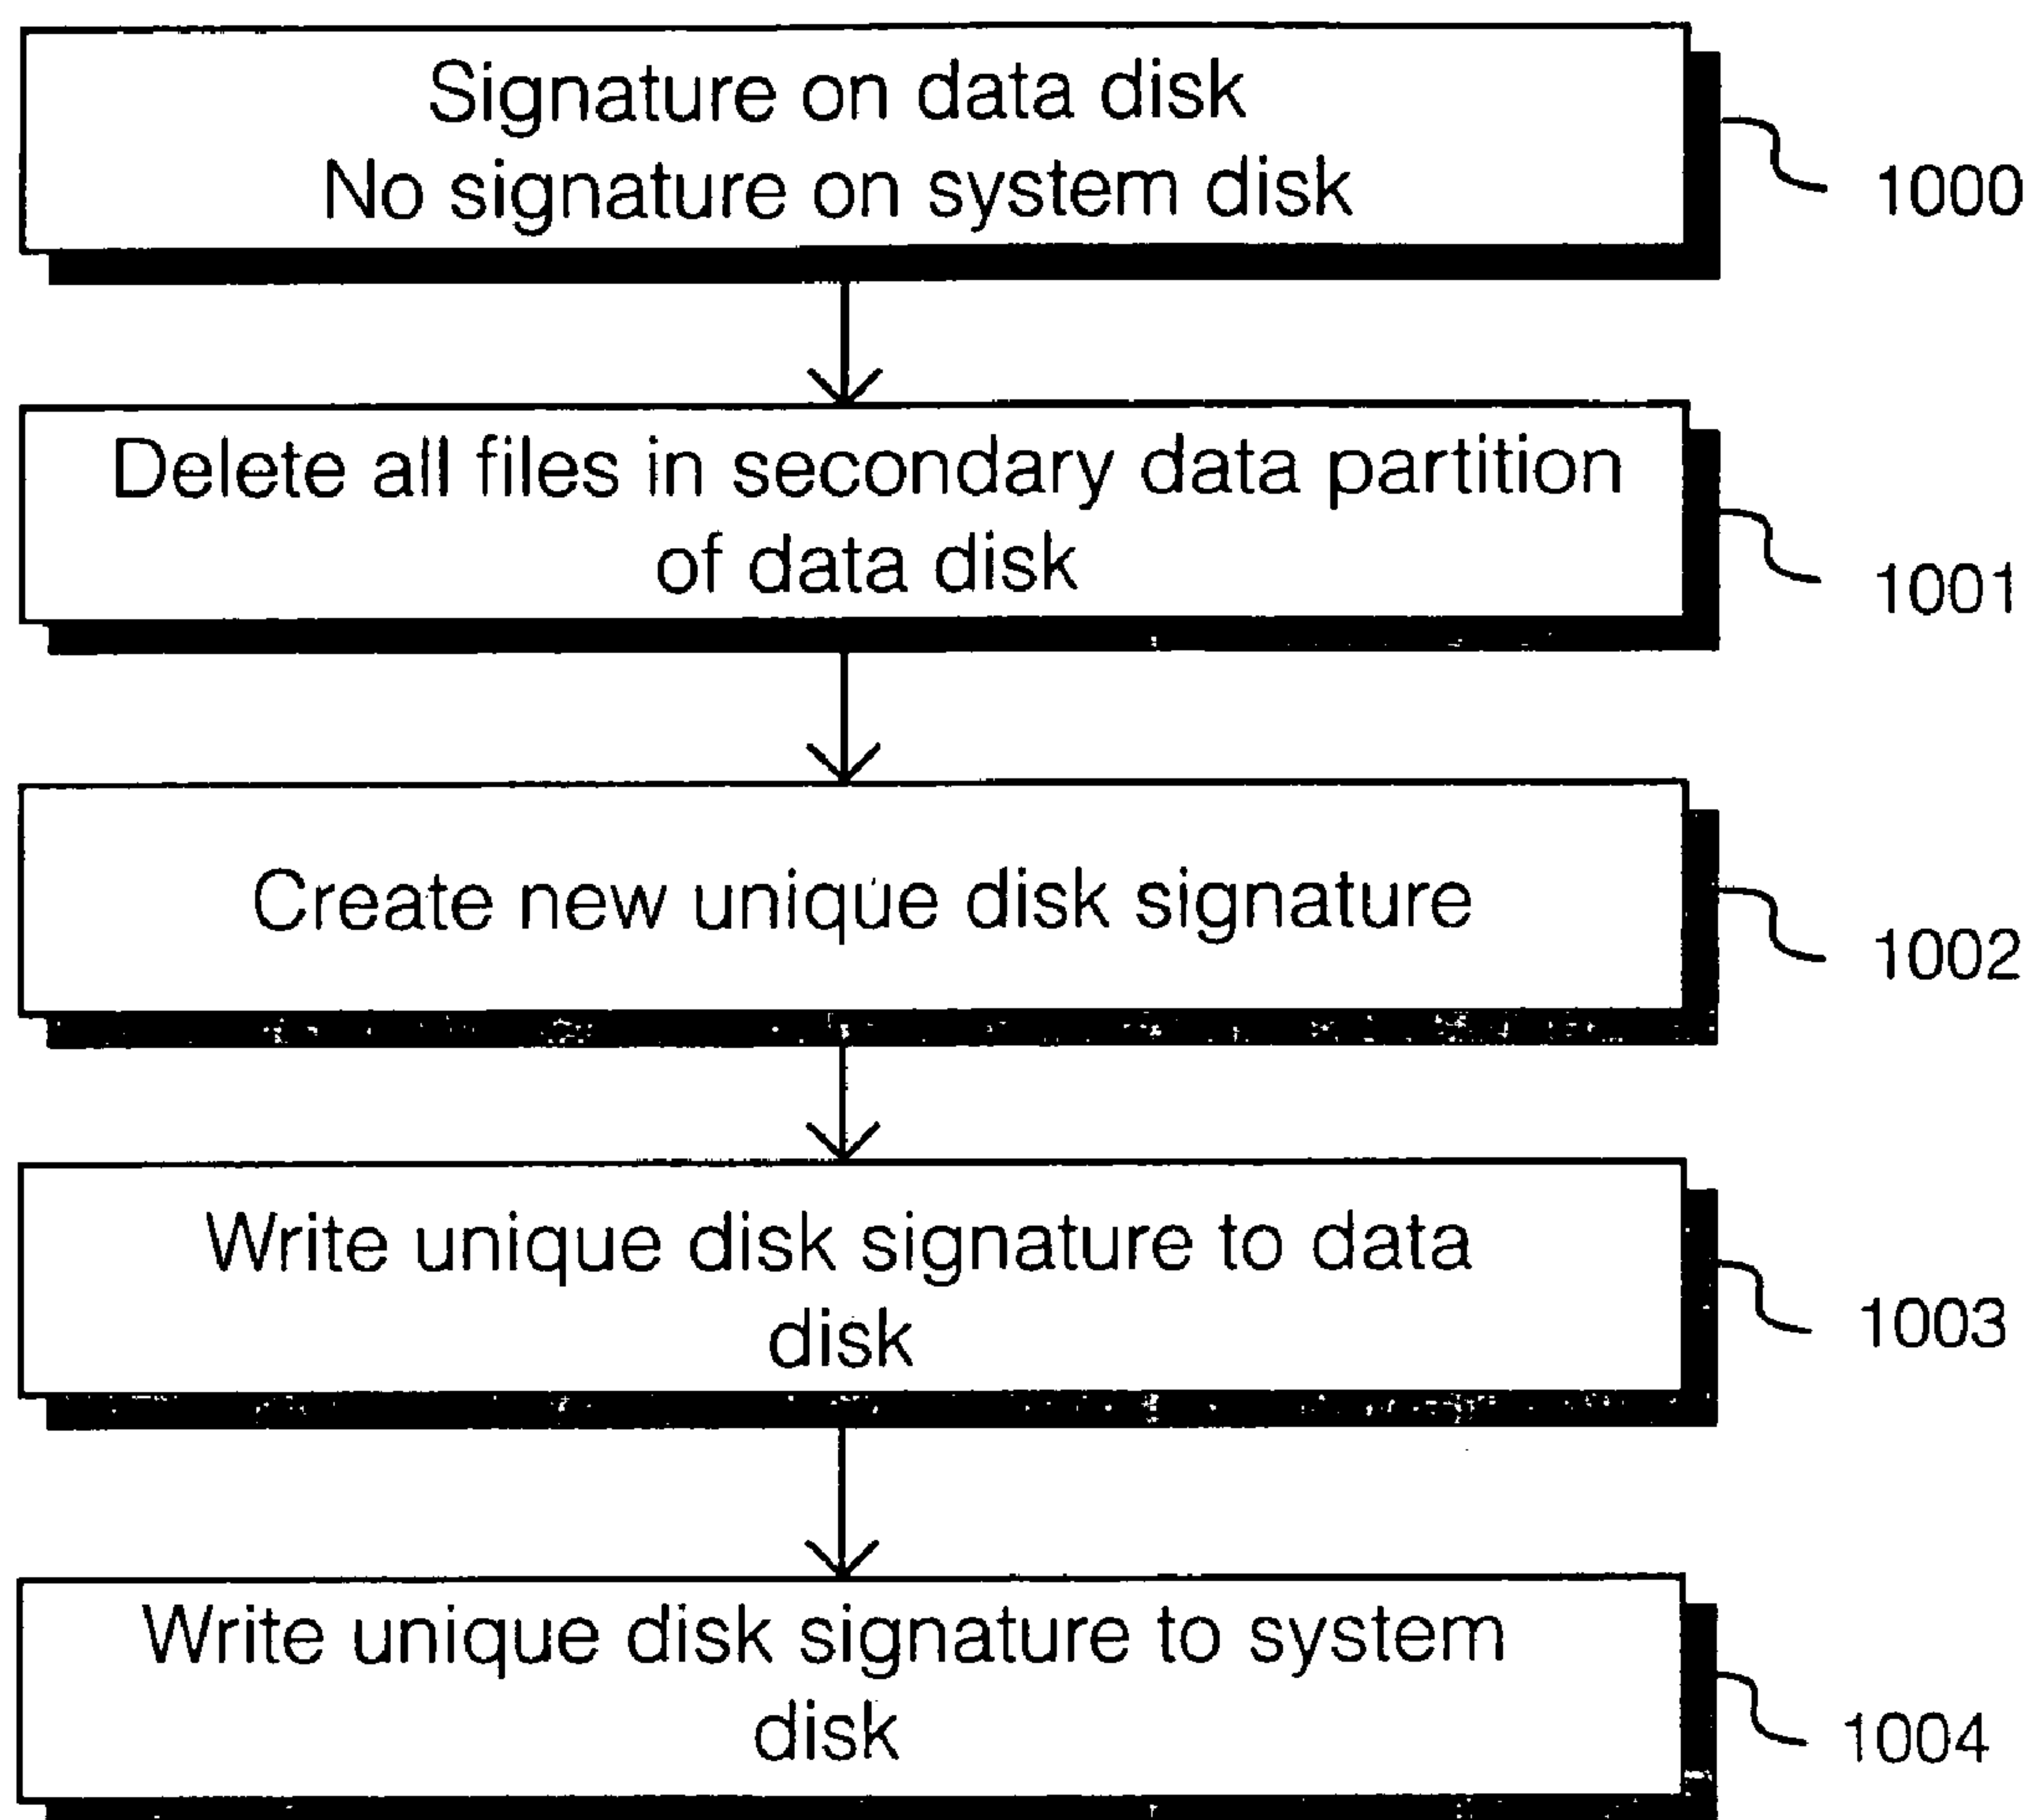 Signature on data disk
No signature on system disk
1000
Delete all files in secondary data partition
of data disk
1001
Create new unique disk signature
1002
Write unique disk signature to data
disk
1003
Write unique disk signature to system
disk
1004